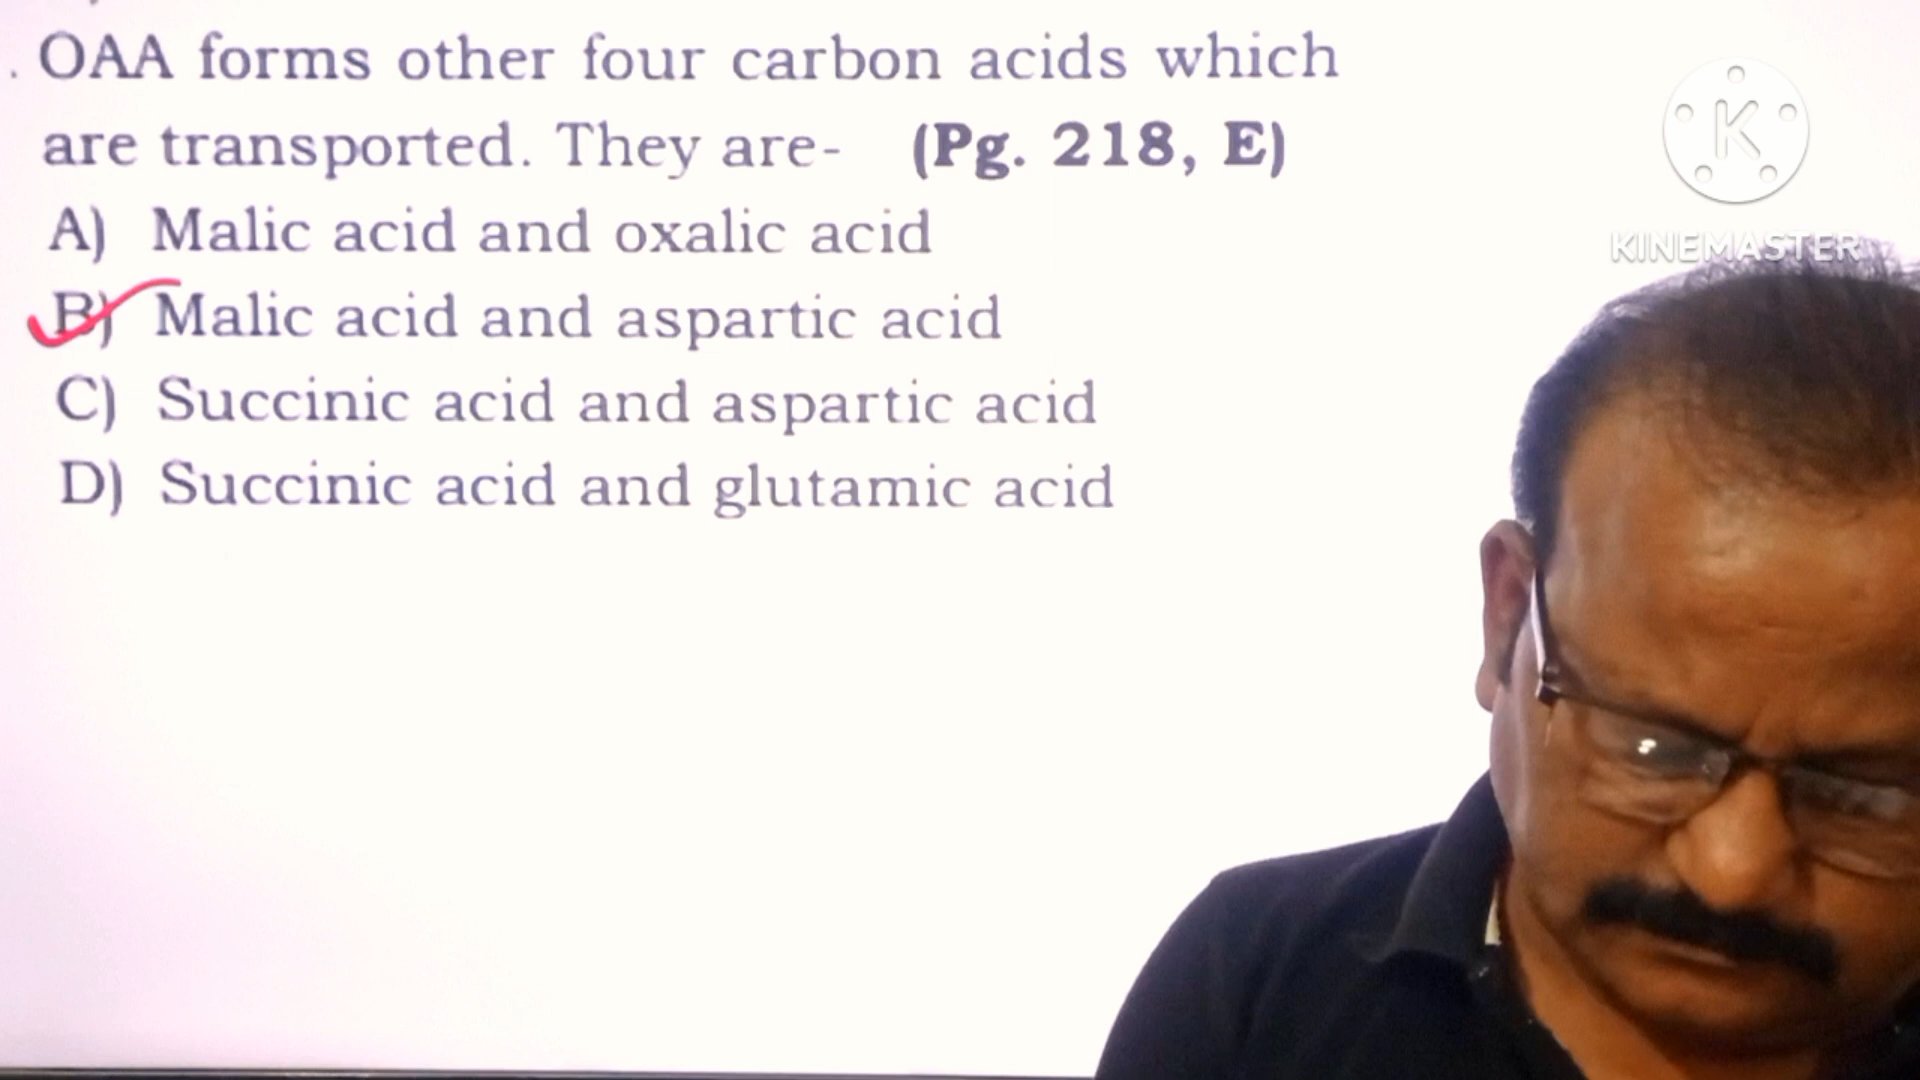 . OAA forms other four carbon acids which
are transported. They are- (Pg. 218, E)
A) Malic acid and oxalic acid
B) Malic acid and aspartic acid
C) Succinic acid and aspartic acid
D) Succinic acid and glutamic acid
K
KINEMASTER